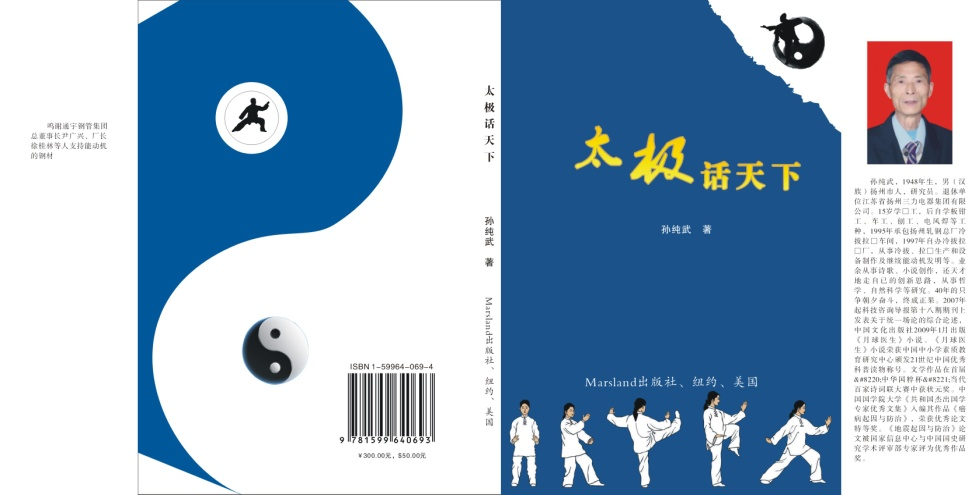 鸣谢通宇钢管集团
总董事长尹广兴、厂长
徐桂林等人支持能动机
的钢材
ISBN 1-59964-069-4
9 781599 640693
￥300.00元，$50.00元
太极话天下
孙纯武 著
Marsland出版社、纽约、美国
太极话天下
孙纯武 著
Marsland出版社、纽约、美国
孙纯武，1948年生，男（汉
族）扬州市人，研究员。退休单
位江苏省扬州三力电器集团有限
公司。15岁学□工，后自学板钳
工、车工、刨工、电风焊等工
种，1995年承包扬州轧钢总厂冷
拔拉□车间，1997年自办冷拔拉
□厂，从事冷拔、拉□生产和设
备制作及继续能动机发明等。业
余从事诗歌、小说创作，还天才
地走自已的创新思路，从事哲
学、自然科学等研究。40年的只
争朝夕奋斗，终成正果。2007年
起科技咨询导报第十八期期刊上
发表关于统一场论的综合论述，
中国文化出版社2009年1月出版
《月球医生》小说。《月球医
生》小说荣获中国中小学素质教
育研究中心颁发21世纪中国优秀
科普读物称号。文学作品在首届
&#8220;中华国粹杯&#8221;当代
百家诗词联大赛中获状元奖。中
国国学院大学《共和国杰出国学
专家优秀文集》入编其作品《癌
病起因与防治》，荣获优秀论文
特等奖。《地震起因与防治》论
文被国家信息中心与中国国史研
究学术评审部专家评为优秀作品
奖。